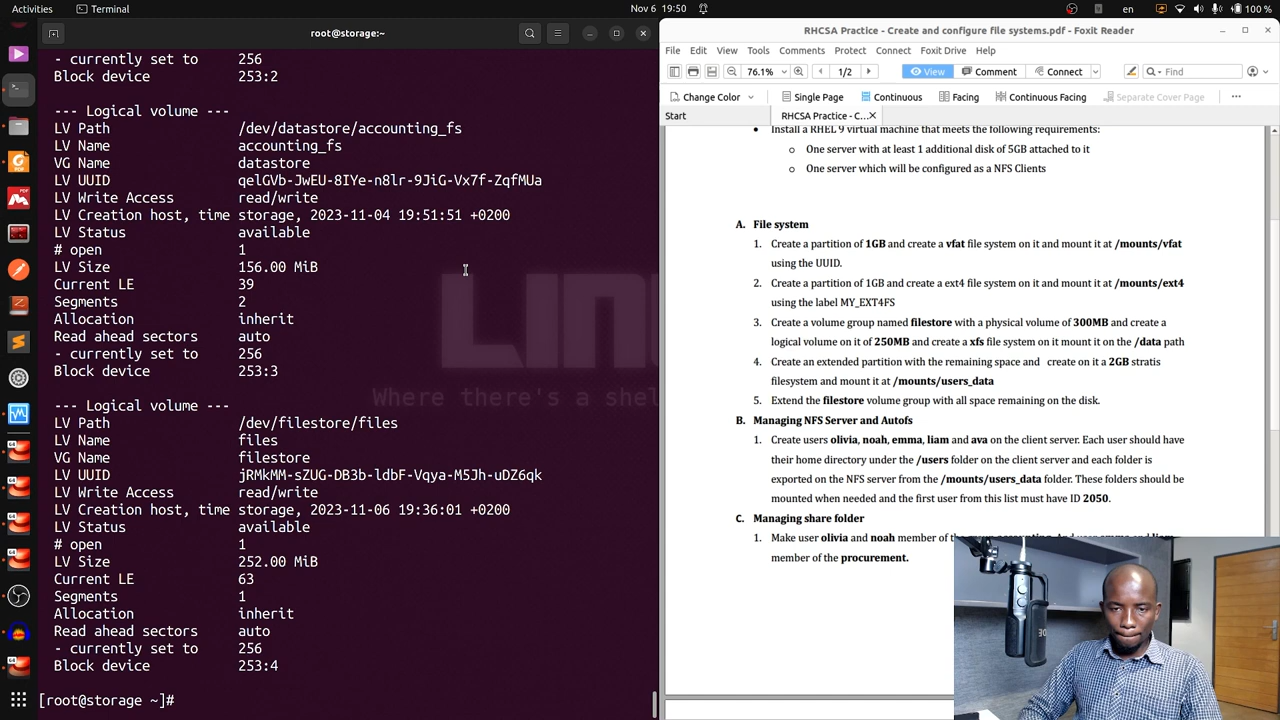 19:50
Activities
Terminal
Nov 6
100 %
root@storage:~
- currently set to 256
Block device 253:2
--- Logical volume ---
LV Path /dev/datastore/accounting_fs
LV Name accounting_fs
VG Name datastore
LV UUID qelGVb-JwEU-8IYe-n8lr-9JiG-Vx7f-ZqfMUa
LV Write Access read/write
LV Creation host, time storage, 2023-11-04 19:51:51 +0200
LV Status available
# open 1
LV Size 156.00 MiB
Current LE 39
Segments 2
Allocation inherit
Read ahead sectors auto
- currently set to 256
Block device 253:3
--- Logical volume ---
LV Path /dev/filestore/files
LV Name files
VG Name filestore
LV UUID jRMkMM-sZUG-DB3b-ldbF-Vqya-M5Jh-uDZ6qk
LV Write Access read/write
LV Creation host, time storage, 2023-11-06 19:36:01 +0200
LV Status available
# open 1
LV Size 252.00 MiB
Current LE 63
Segments 1
Allocation inherit
Read ahead sectors auto
- currently set to 256
Block device 253:4
[root@storage ~]#
Where there's a shel
RHCSA Practice - Create and configure file systems.pdf - Foxit Reader
File Edit View Tools Comments Protect Connect Foxit Drive Help
76.1% 1/2 View Comment Connect Find
Change Color Single Page Continuous Facing Continuous Facing Separate Cover Page ...
Start RHCSA Practice - C...
• Install a RHEL 9 virtual machine that meets the following requirements:
o One server with at least 1 additional disk of 5GB attached to it
o One server which will be configured as a NFS Clients
A. File system
1. Create a partition of 1GB and create a vfat file system on it and mount it at /mounts/vfat
using the UUID.
2. Create a partition of 1GB and create a ext4 file system on it and mount it at /mounts/ext4
using the label MY_EXT4FS
3. Create a volume group named filestore with a physical volume of 300MB and create a
logical volume on it of 250MB and create a xfs file system on it mount it on the /data path
4. Create an extended partition with the remaining space and create on it a 2GB stratis
filesystem and mount it at /mounts/users_data
5. Extend the filestore volume group with all space remaining on the disk.
B. Managing NFS Server and Autofs
1. Create users olivia, noah, emma, liam and ava on the client server. Each user should have
their home directory under the /users folder on the client server and each folder is
exported on the NFS server from the /mounts/users_data folder. These folders should be
mounted when needed and the first user from this list must have ID 2050.
C. Managing share folder
1. Make user olivia and noah member of
member of the procurement.